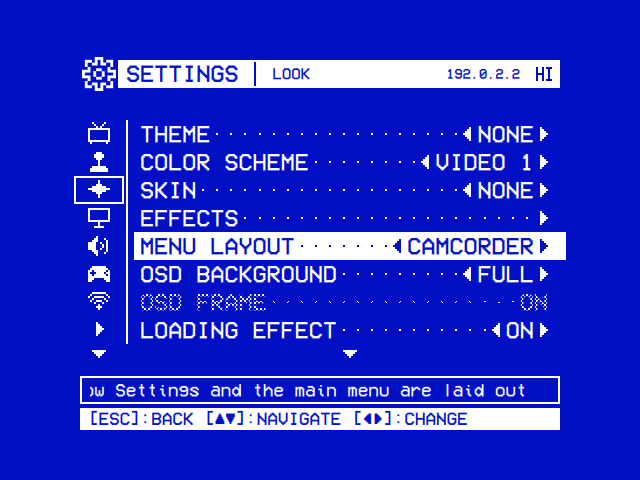 SETTINGS LOOK 192.0.2.2 HI
THEME NONE
COLOR SCHEME VIDEO 1
SKIN NONE
EFFECTS
MENU LAYOUT CAMCORDER
OSD BACKGROUND FULL
OSD FRAME ON
LOADING EFFECT ON
Settings and the main menu are laid out
[ESC]:BACK [▲▼]:NAVIGATE [◀▶]:CHANGE